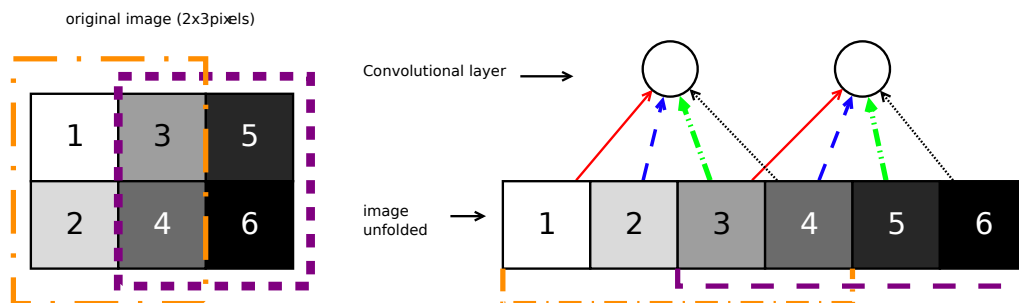 original image (2x3pixels)
1 3 5
2 4 6
Convolutional layer
image
unfolded
1 2 3 4 5 6